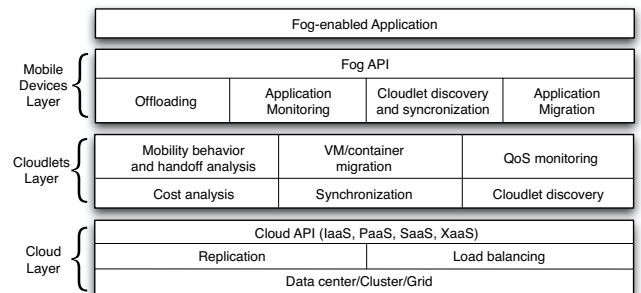 Fog-enabled Application
Mobile
Devices
Layer
Fog API
Offloading
Application
Monitoring
Cloudlet discovery
and syncronization
Application
Migration
Cloudlets
Layer
Mobility behavior
and handoff analysis
VM/container
migration
QoS monitoring
Cost analysis
Synchronization
Cloudlet discovery
Cloud
Layer
Cloud API (IaaS, PaaS, SaaS, XaaS)
Replication
Load balancing
Data center/Cluster/Grid